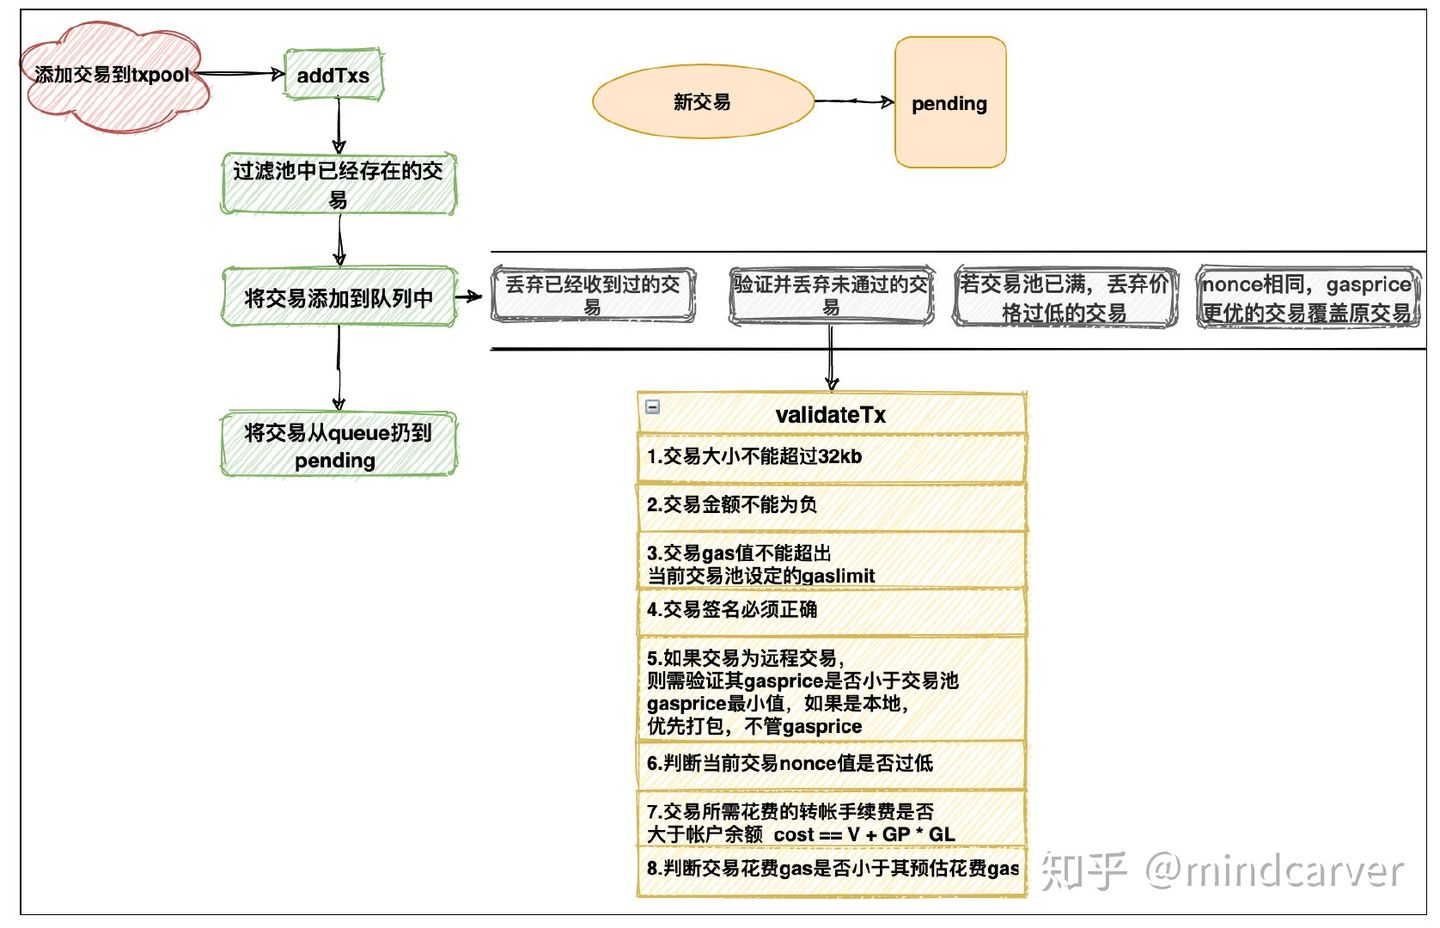 添加交易到txpool
addTxs
新交易
pending
过滤池中已经存在的交
易
将交易添加到队列中
丢弃已经收到过的交
易
验证并丢弃未通过的交
易
若交易池已满，丢弃价
格过低的交易
nonce相同，gasprice
更优的交易覆盖原交易
将交易从queue扔到
pending
validateTx
1.交易大小不能超过32kb
2.交易金额不能为负
3.交易gas值不能超出
当前交易池设定的gaslimit
4.交易签名必须正确
5.如果交易为远程交易，
则需验证其gasprice是否小于交易池
gasprice最小值，如果是本地，
优先打包，不管gasprice
6.判断当前交易nonce值是否过低
7.交易所需花费的转帐手续费是否
大于帐户余额 cost == V + GP * GL
8.判断交易花费gas是否小于其预估花费gas
知乎 @mindcarver